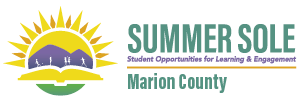 SUMMER SOLE
Student Opportunities for Learning & Engagement
Marion County